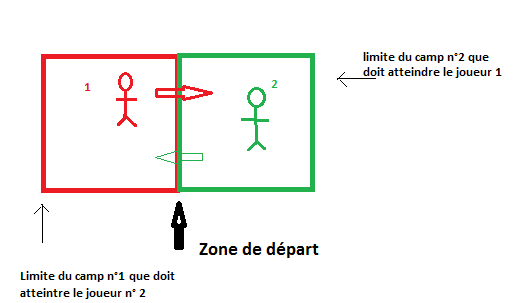 limite du camp n°2 que
doit atteindre le joueur 1
1
2
Zone de départ
Limite du camp n°1 que doit
atteintre le joueur n° 2